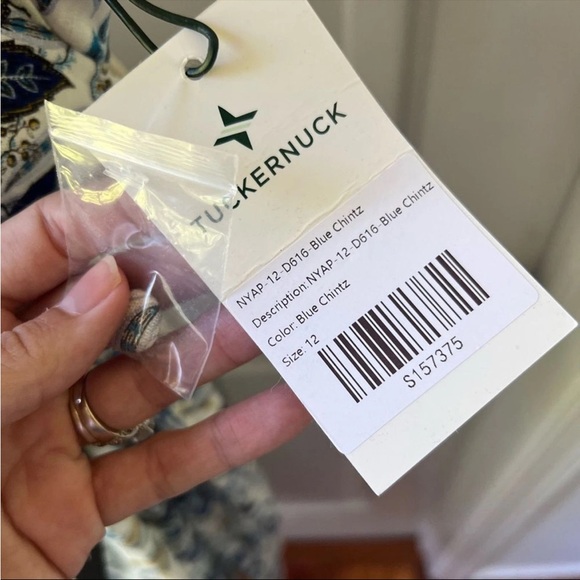 TUCKERNUCK
NYAP-12-D616-Blue Chintz
Description: NYAP-12-D616-Blue Chintz
Color: Blue Chintz
Size: 12
S157375